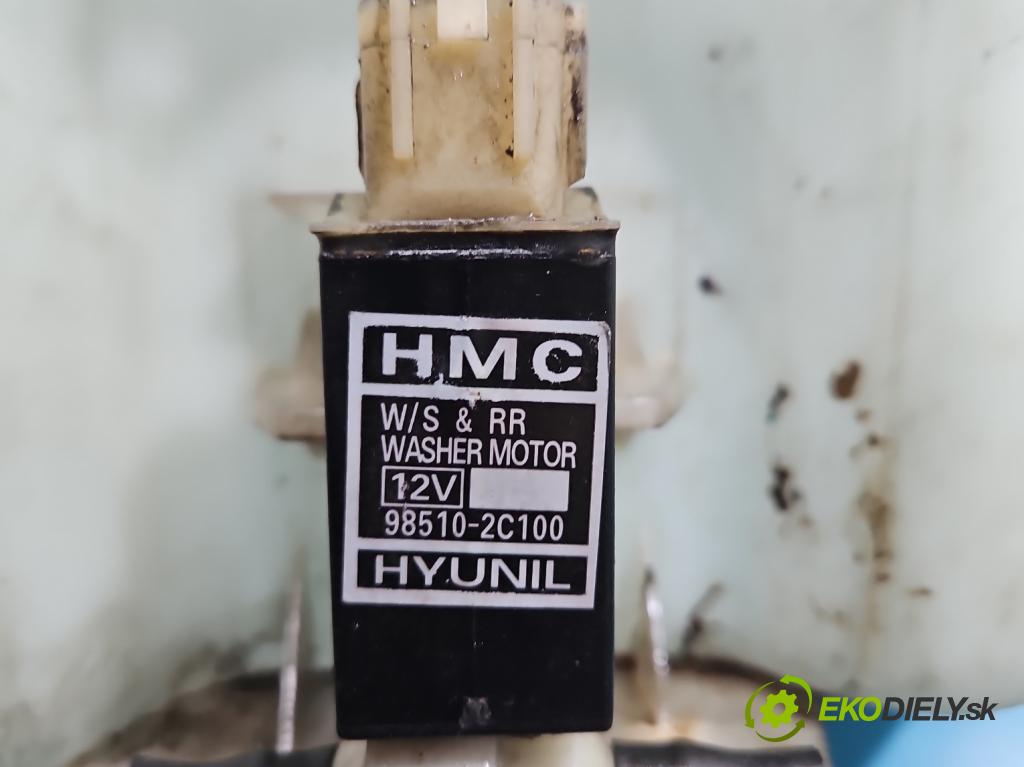 HMC
W/S & RR
WASHER MOTOR
12V
98510-2C100
HYUNIL
EKODIELY.sk